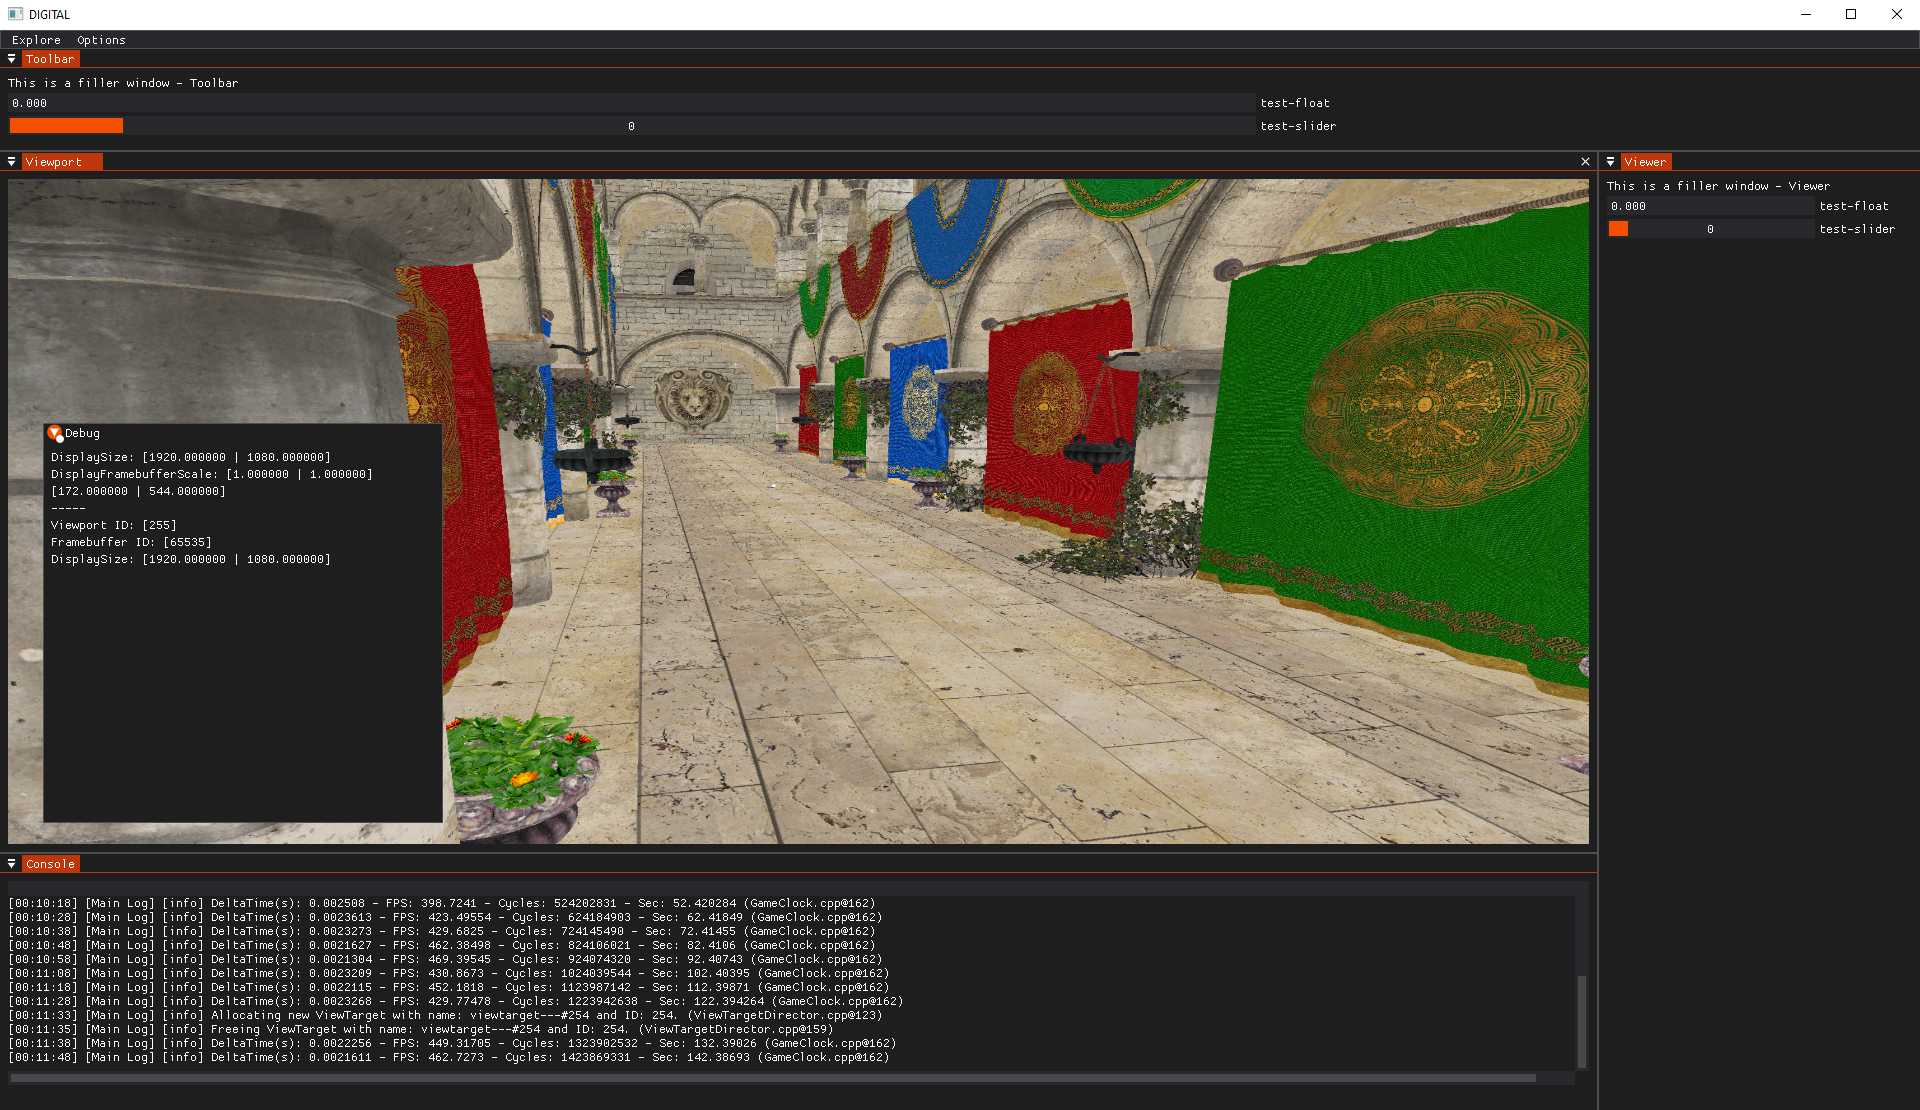 DIGITAL
Explore Options
Toolbar
This is a filler window - Toolbar
0.000 test-float
0 test-slider
Viewport
Viewer
This is a filler window - Viewer
0.000 test-float
0 test-slider
Debug
DisplaySize: [1920.000000 | 1080.000000]
DisplayFramebufferScale: [1.000000 | 1.000000]
[172.000000 | 544.000000]
-----
Viewport ID: [255]
Framebuffer ID: [65535]
DisplaySize: [1920.000000 | 1080.000000]
Console
[00:10:18] [Main Log] [info] DeltaTime(s): 0.002508 - FPS: 398.7241 - Cycles: 524202831 - Sec: 52.420284 (GameClock.cpp@162)
[00:10:28] [Main Log] [info] DeltaTime(s): 0.0023613 - FPS: 423.49554 - Cycles: 624184903 - Sec: 62.41849 (GameClock.cpp@162)
[00:10:38] [Main Log] [info] DeltaTime(s): 0.0023273 - FPS: 429.6825 - Cycles: 724145490 - Sec: 72.41455 (GameClock.cpp@162)
[00:10:48] [Main Log] [info] DeltaTime(s): 0.0021627 - FPS: 462.38498 - Cycles: 824106021 - Sec: 82.4106 (GameClock.cpp@162)
[00:10:58] [Main Log] [info] DeltaTime(s): 0.0021304 - FPS: 469.39545 - Cycles: 924074320 - Sec: 92.40743 (GameClock.cpp@162)
[00:11:08] [Main Log] [info] DeltaTime(s): 0.0023209 - FPS: 430.8673 - Cycles: 1024039544 - Sec: 102.40395 (GameClock.cpp@162)
[00:11:18] [Main Log] [info] DeltaTime(s): 0.0022115 - FPS: 452.1818 - Cycles: 1123987142 - Sec: 112.39871 (GameClock.cpp@162)
[00:11:28] [Main Log] [info] DeltaTime(s): 0.0023268 - FPS: 429.77478 - Cycles: 1223942638 - Sec: 122.394264 (GameClock.cpp@162)
[00:11:33] [Main Log] [info] Allocating new ViewTarget with name: viewtarget---#254 and ID: 254. (ViewTargetDirector.cpp@123)
[00:11:35] [Main Log] [info] Freeing ViewTarget with name: viewtarget---#254 and ID: 254. (ViewTargetDirector.cpp@159)
[00:11:38] [Main Log] [info] DeltaTime(s): 0.0022256 - FPS: 449.31705 - Cycles: 1323902532 - Sec: 132.39026 (GameClock.cpp@162)
[00:11:48] [Main Log] [info] DeltaTime(s): 0.0021611 - FPS: 462.7273 - Cycles: 1423869331 - Sec: 142.38693 (GameClock.cpp@162)